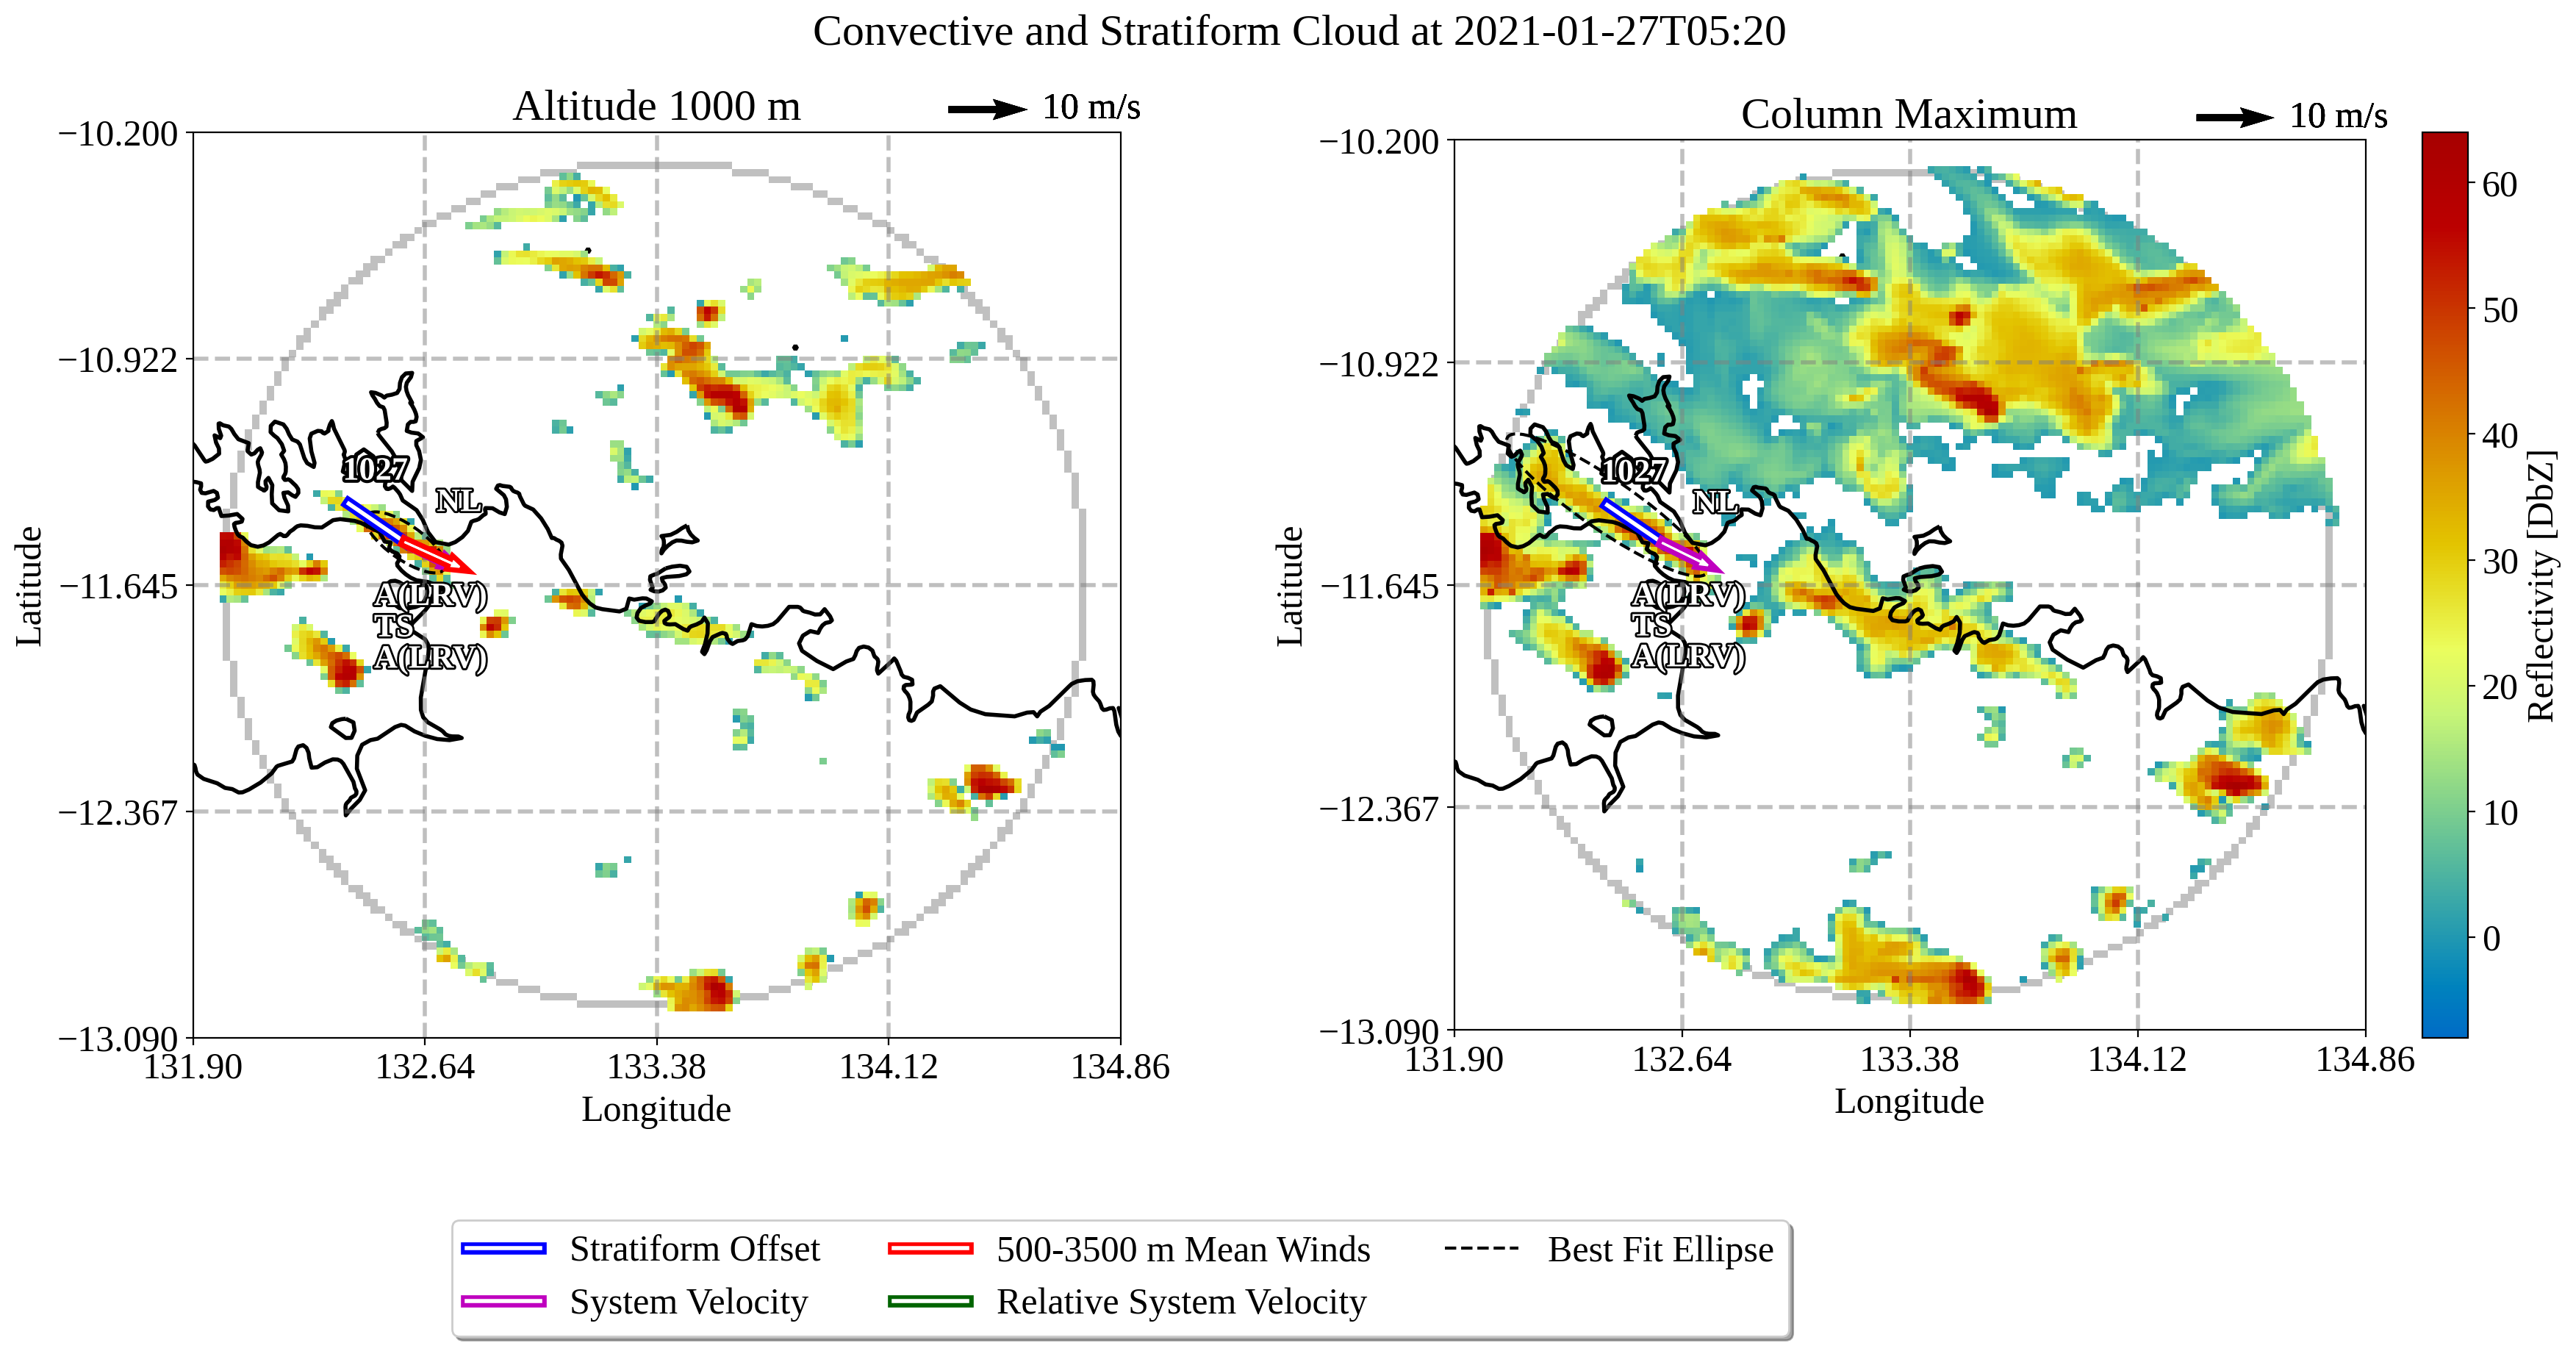 Convective and Stratiform Cloud at 2021-01-27T05:20
Altitude 1000 m
10 m/s
−10.200
−10.922
−11.645
−12.367
−13.090
131.90
132.64
133.38
134.12
134.86
Latitude
Longitude
1027
NL
A(LRV)
TS
A(LRV)
Column Maximum
10 m/s
−10.200
−10.922
−11.645
−12.367
−13.090
131.90
132.64
133.38
134.12
134.86
Latitude
Longitude
1027
NL
A(LRV)
TS
A(LRV)
60
50
40
30
20
10
0
Reflectivity [DbZ]
Stratiform Offset
500-3500 m Mean Winds
Best Fit Ellipse
System Velocity
Relative System Velocity